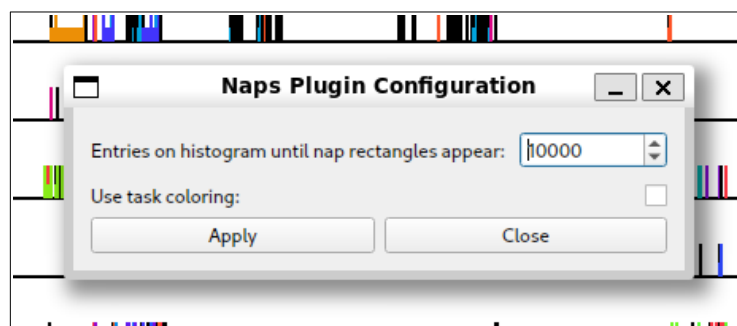 Naps Plugin Configuration
Entries on histogram until nap rectangles appear: 10000
Use task coloring:
Apply Close